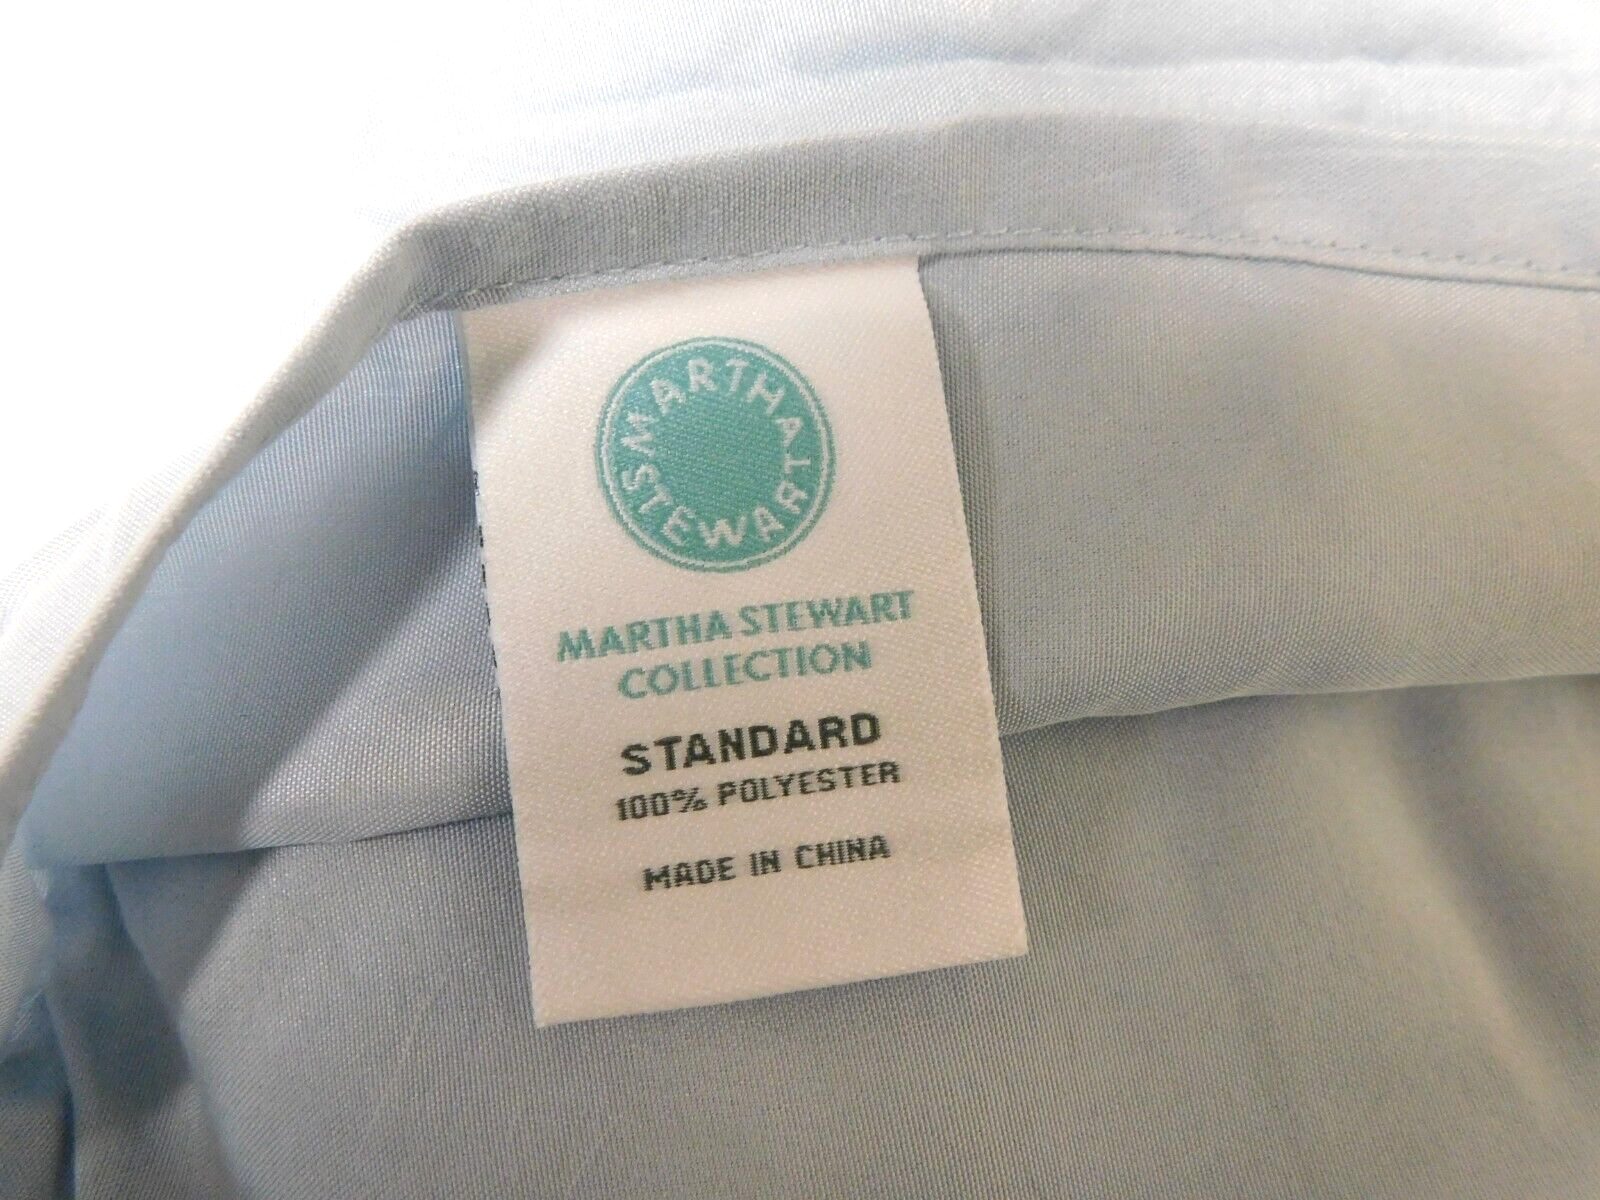 MARTHA
STEWART
MARTHA STEWART
COLLECTION
STANDARD
100% POLYESTER
MADE IN CHINA